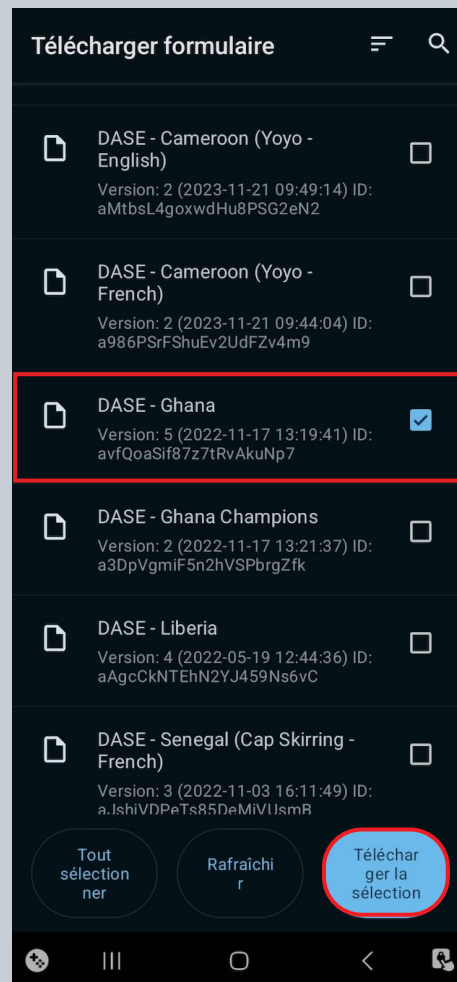 Télécharger formulaire
DASE - Cameroon (Yoyo -
English)
Version: 2 (2023-11-21 09:49:14) ID:
aMtbsL4goxwdHu8PSG2eN2
DASE - Cameroon (Yoyo -
French)
Version: 2 (2023-11-21 09:44:04) ID:
a986PSrFShuEv2UdFZv4m9
DASE - Ghana
Version: 5 (2022-11-17 13:19:41) ID:
avfQoaSif87z7tRvAkuNp7
DASE - Ghana Champions
Version: 2 (2022-11-17 13:21:37) ID:
a3DpVgmiF5n2hVSPbrgZfk
DASE - Liberia
Version: 4 (2022-05-19 12:44:36) ID:
aAgcCkNTEhN2YJ459Ns6vC
DASE - Senegal (Cap Skirring -
French)
Version: 3 (2022-11-03 16:11:49) ID:
aJshiVDPeTs85DeMiVUsmB
Tout
sélection
ner
Rafraîchi
r
Téléchar
ger la
sélection